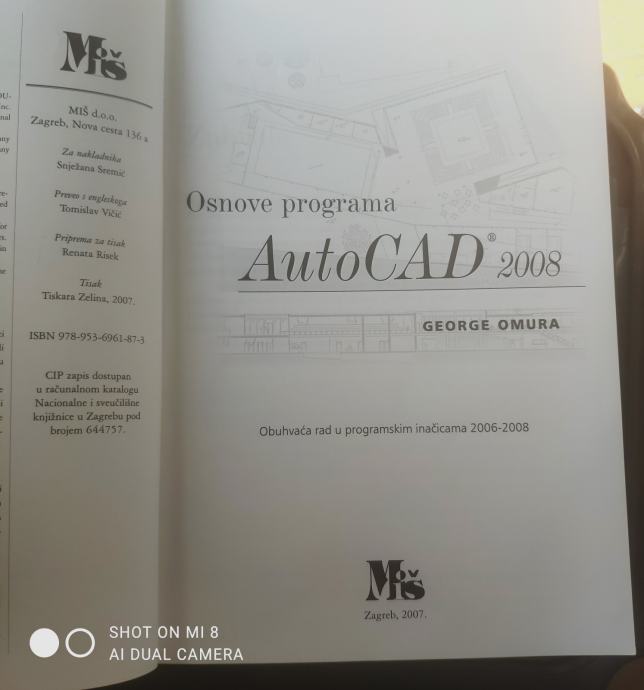 Miš
MIŠ d.o.o.
Zagreb, Nova cesta 136 a
Za nakladnika
Snježana Sremić
Preveo s engleskoga
Tomislav Vičić
Priprema za tisak
Renata Risek
Tisak
Tiskara Zelina, 2007.
ISBN 978-953-6961-87-3
CIP zapis dostupan
u računalnom katalogu
Nacionalne i sveučilišne
knjižnice u Zagrebu pod
brojem 644757.
Osnove programa
AutoCAD® 2008
GEORGE OMURA
Obuhvaća rad u programskim inačicama 2006-2008
Miš
Zagreb, 2007.
SHOT ON MI 8
AI DUAL CAMERA